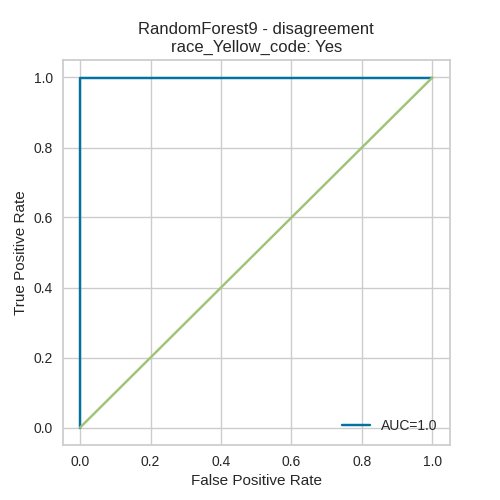 RandomForest9 - disagreement
race_Yellow_code: Yes
True Positive Rate
1.0
0.8
0.6
0.4
0.2
0.0
AUC=1.0
0.0 0.2 0.4 0.6 0.8 1.0
False Positive Rate